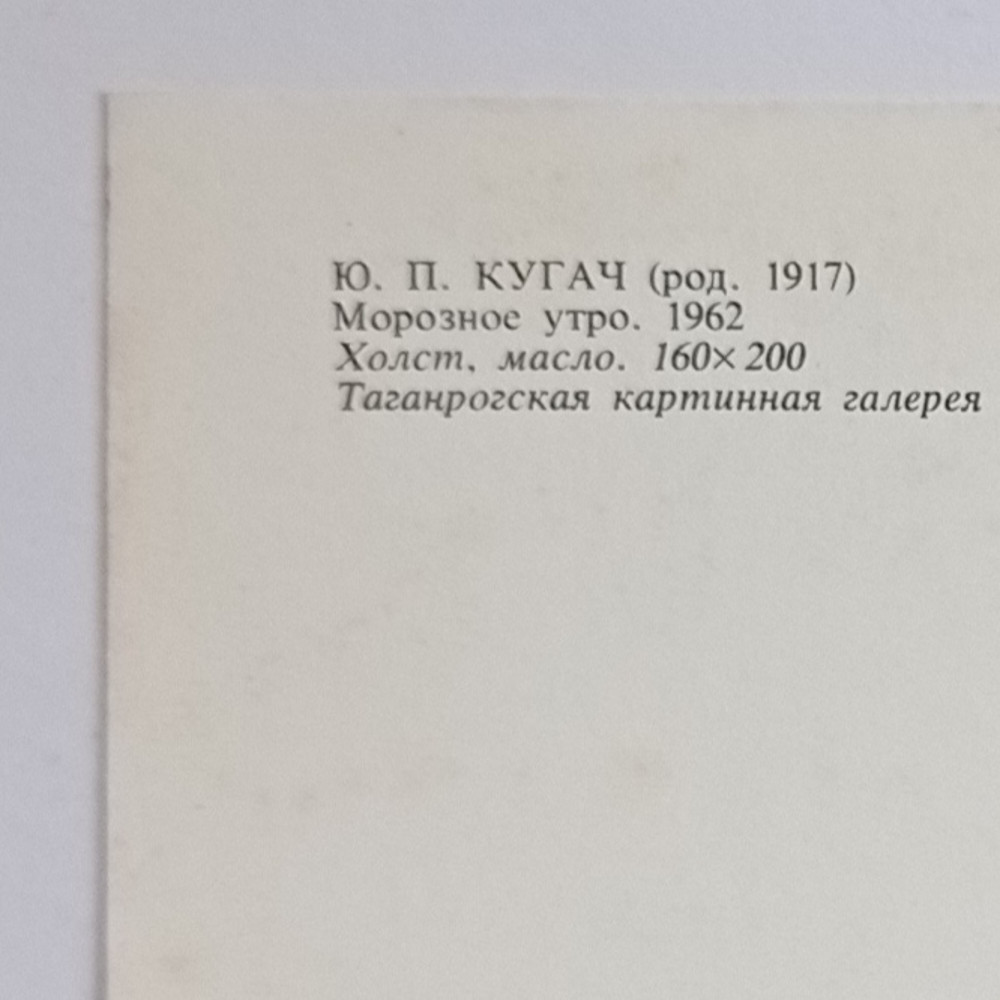 Ю. П. КУГАЧ (род. 1917)
Морозное утро. 1962
Холст, масло. 160×200
Таганрогская картинная галерея